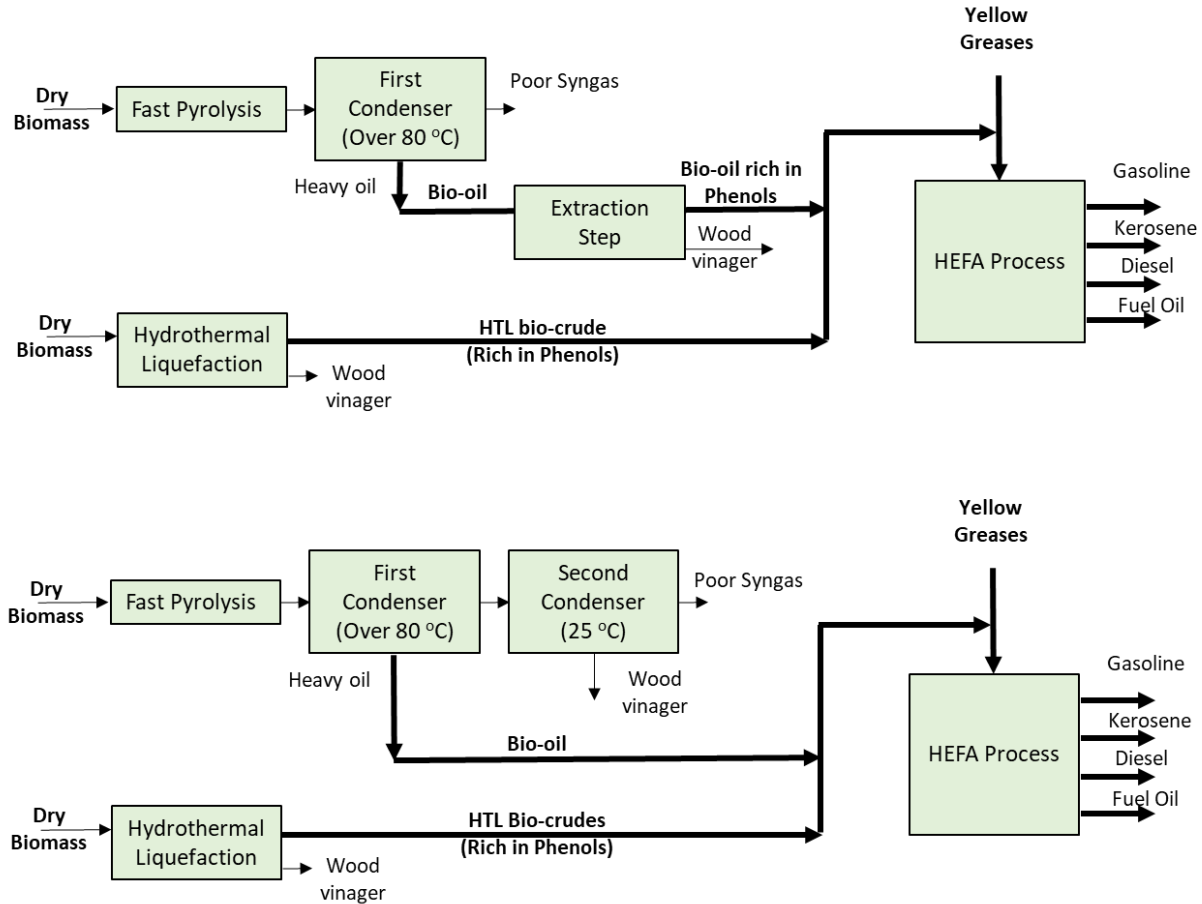 Yellow
Greases
Dry
Biomass
Fast Pyrolysis
First
Condenser
(Over 80 °C)
Poor Syngas
Heavy oil
Bio-oil
Extraction
Step
Bio-oil rich in
Phenols
Wood
vinager
HEFA Process
Gasoline
Kerosene
Diesel
Fuel Oil
Dry
Biomass
Hydrothermal
Liquefaction
HTL bio-crude
(Rich in Phenols)
Wood
vinager
Yellow
Greases
Dry
Biomass
Fast Pyrolysis
First
Condenser
(Over 80 °C)
Second
Condenser
(25 °C)
Poor Syngas
Heavy oil
Wood
vinager
Bio-oil
HEFA Process
Gasoline
Kerosene
Diesel
Fuel Oil
Dry
Biomass
Hydrothermal
Liquefaction
HTL Bio-crudes
(Rich in Phenols)
Wood
vinager